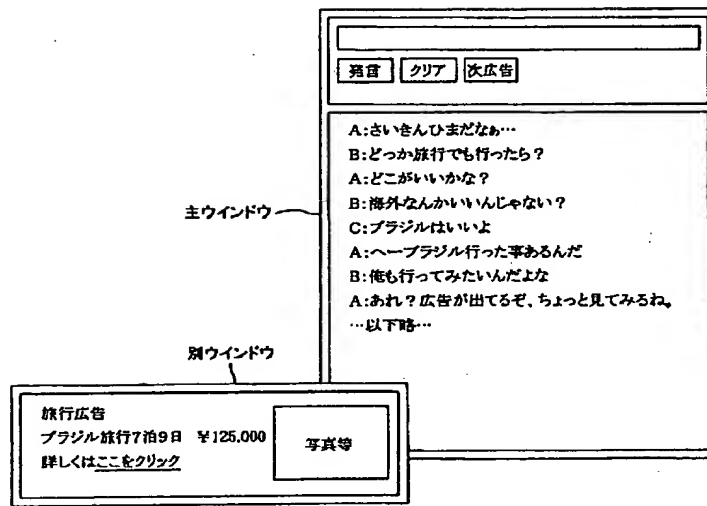 発言 クリア 次広告
A:さいきんひまだなぁ…
B:どっか旅行でも行ったら?
A:どこがいいかな?
B:海外なんかいいんじゃない?
C:ブラジルはいいよ
A:へーブラジル行った事あるんだ
B:俺も行ってみたいんだよな
A:あれ?広告が出てるぞ、ちょっと見てみるね。
…以下略…
主ウインドウ
別ウインドウ
旅行広告
ブラジル旅行7泊9日 ¥125,000
詳しくはここをクリック
写真等